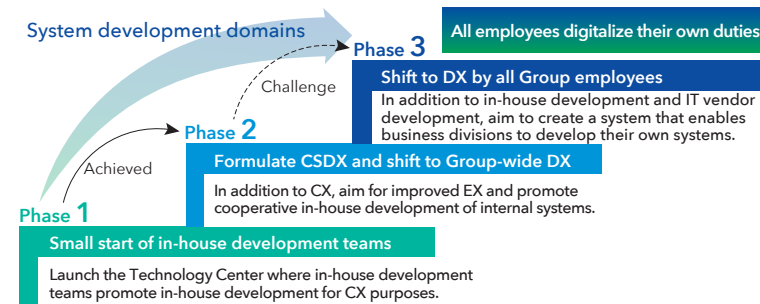 System development domains
All employees digitalize their own duties
Phase 3
Shift to DX by all Group employees
In addition to in-house development and IT vendor
development, aim to create a system that enables
business divisions to develop their own systems.
Challenge
Phase 2
Formulate CSDX and shift to Group-wide DX
In addition to CX, aim for improved EX and promote
cooperative in-house development of internal systems.
Achieved
Phase 1
Small start of in-house development teams
Launch the Technology Center where in-house development
teams promote in-house development for CX purposes.